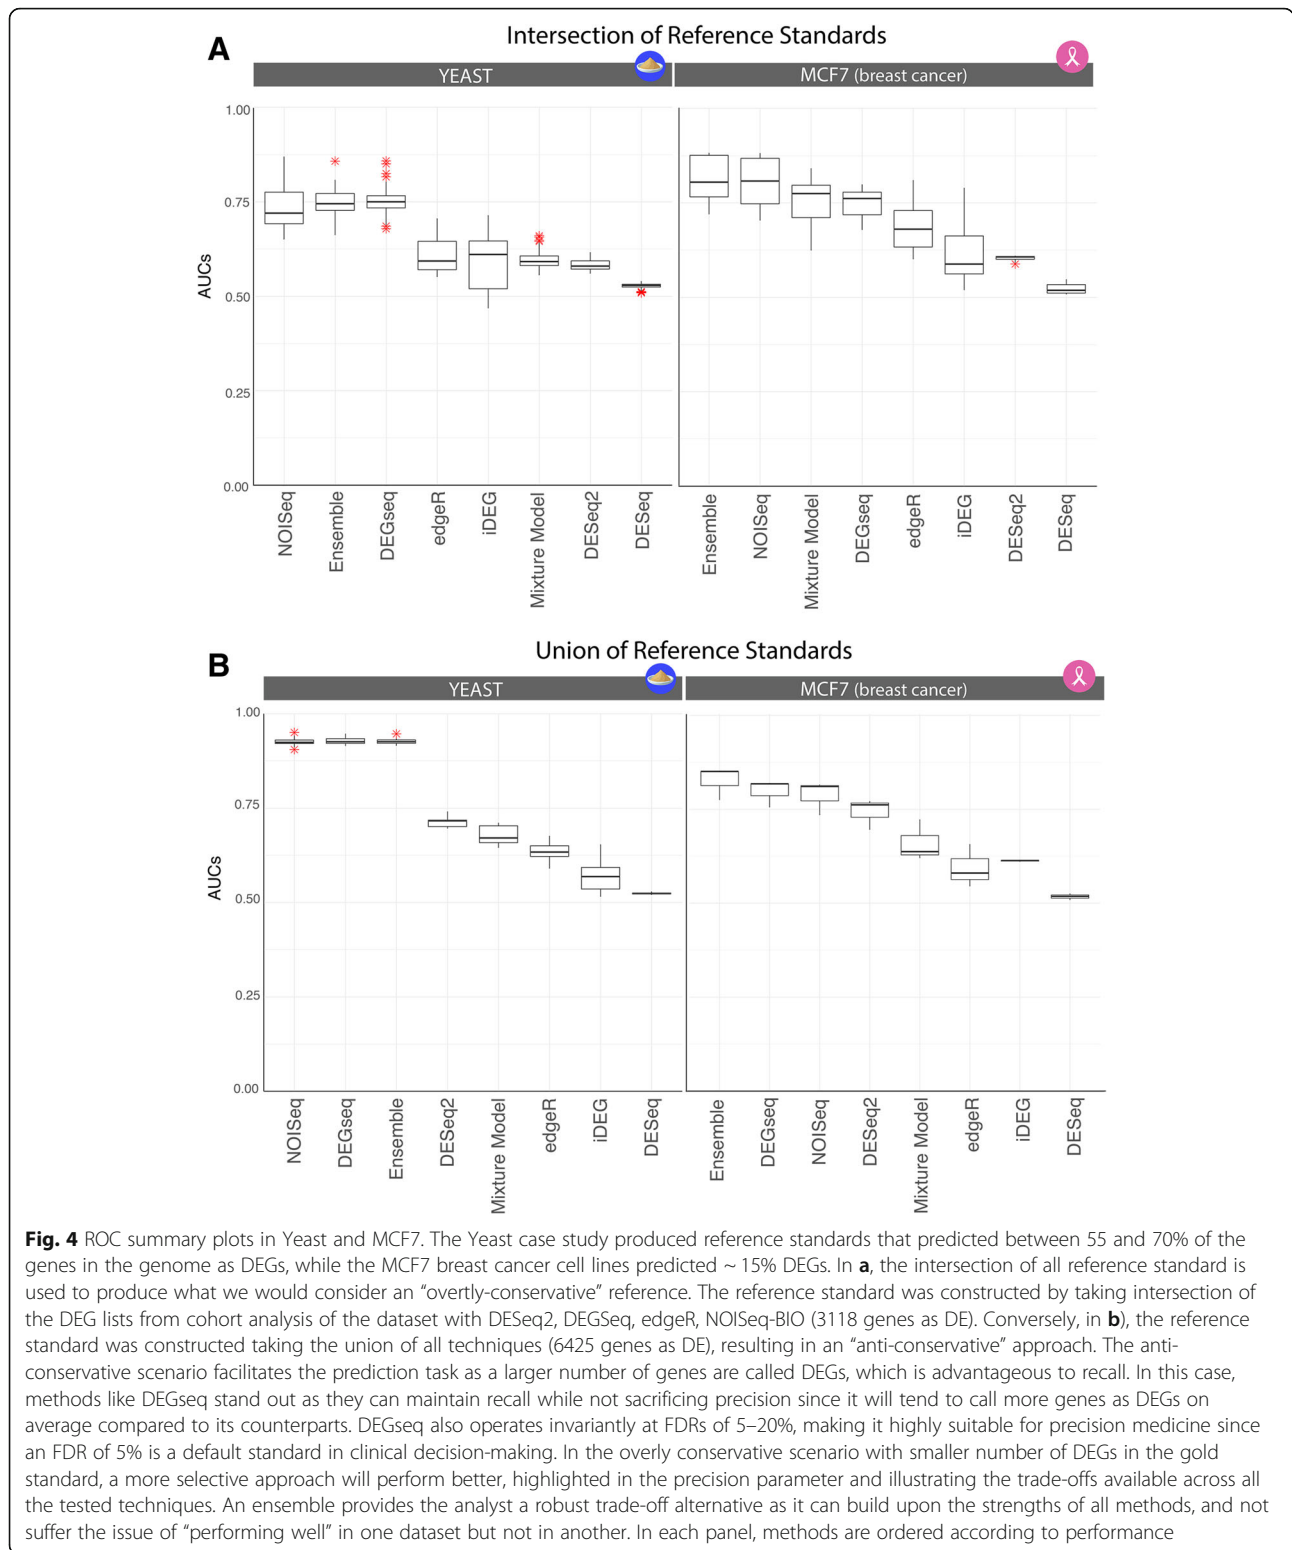 A
Intersection of Reference Standards
YEAST
MCF7 (breast cancer)
1.00
0.75
0.50
0.25
0.00
AUCs
NOISeq
Ensemble
DEGseq
edgeR
iDEG
Mixture Model
DESeq2
DESeq
Ensemble
NOISeq
Mixture Model
DEGseq
edgeR
iDEG
DESeq2
DESeq
B
Union of Reference Standards
YEAST
MCF7 (breast cancer)
1.00
0.75
0.50
0.25
0.00
AUCs
NOISeq
DEGseq
Ensemble
DESeq2
Mixture Model
edgeR
iDEG
DESeq
Ensemble
DEGseq
NOISeq
DESeq2
Mixture Model
edgeR
iDEG
DESeq
Fig. 4 ROC summary plots in Yeast and MCF7. The Yeast case study produced reference standards that predicted between 55 and 70% of the
genes in the genome as DEGs, while the MCF7 breast cancer cell lines predicted ~ 15% DEGs. In a, the intersection of all reference standard is
used to produce what we would consider an “overtly-conservative” reference. The reference standard was constructed by taking intersection of
the DEG lists from cohort analysis of the dataset with DESeq2, DEGSeq, edgeR, NOISeq-BIO (3118 genes as DE). Conversely, in b), the reference
standard was constructed taking the union of all techniques (6425 genes as DE), resulting in an “anti-conservative” approach. The anti-
conservative scenario facilitates the prediction task as a larger number of genes are called DEGs, which is advantageous to recall. In this case,
methods like DEGseq stand out as they can maintain recall while not sacrificing precision since it will tend to call more genes as DEGs on
average compared to its counterparts. DEGseq also operates invariantly at FDRs of 5–20%, making it highly suitable for precision medicine since
an FDR of 5% is a default standard in clinical decision-making. In the overly conservative scenario with smaller number of DEGs in the gold
standard, a more selective approach will perform better, highlighted in the precision parameter and illustrating the trade-offs available across all
the tested techniques. An ensemble provides the analyst a robust trade-off alternative as it can build upon the strengths of all methods, and not
suffer the issue of “performing well” in one dataset but not in another. In each panel, methods are ordered according to performance